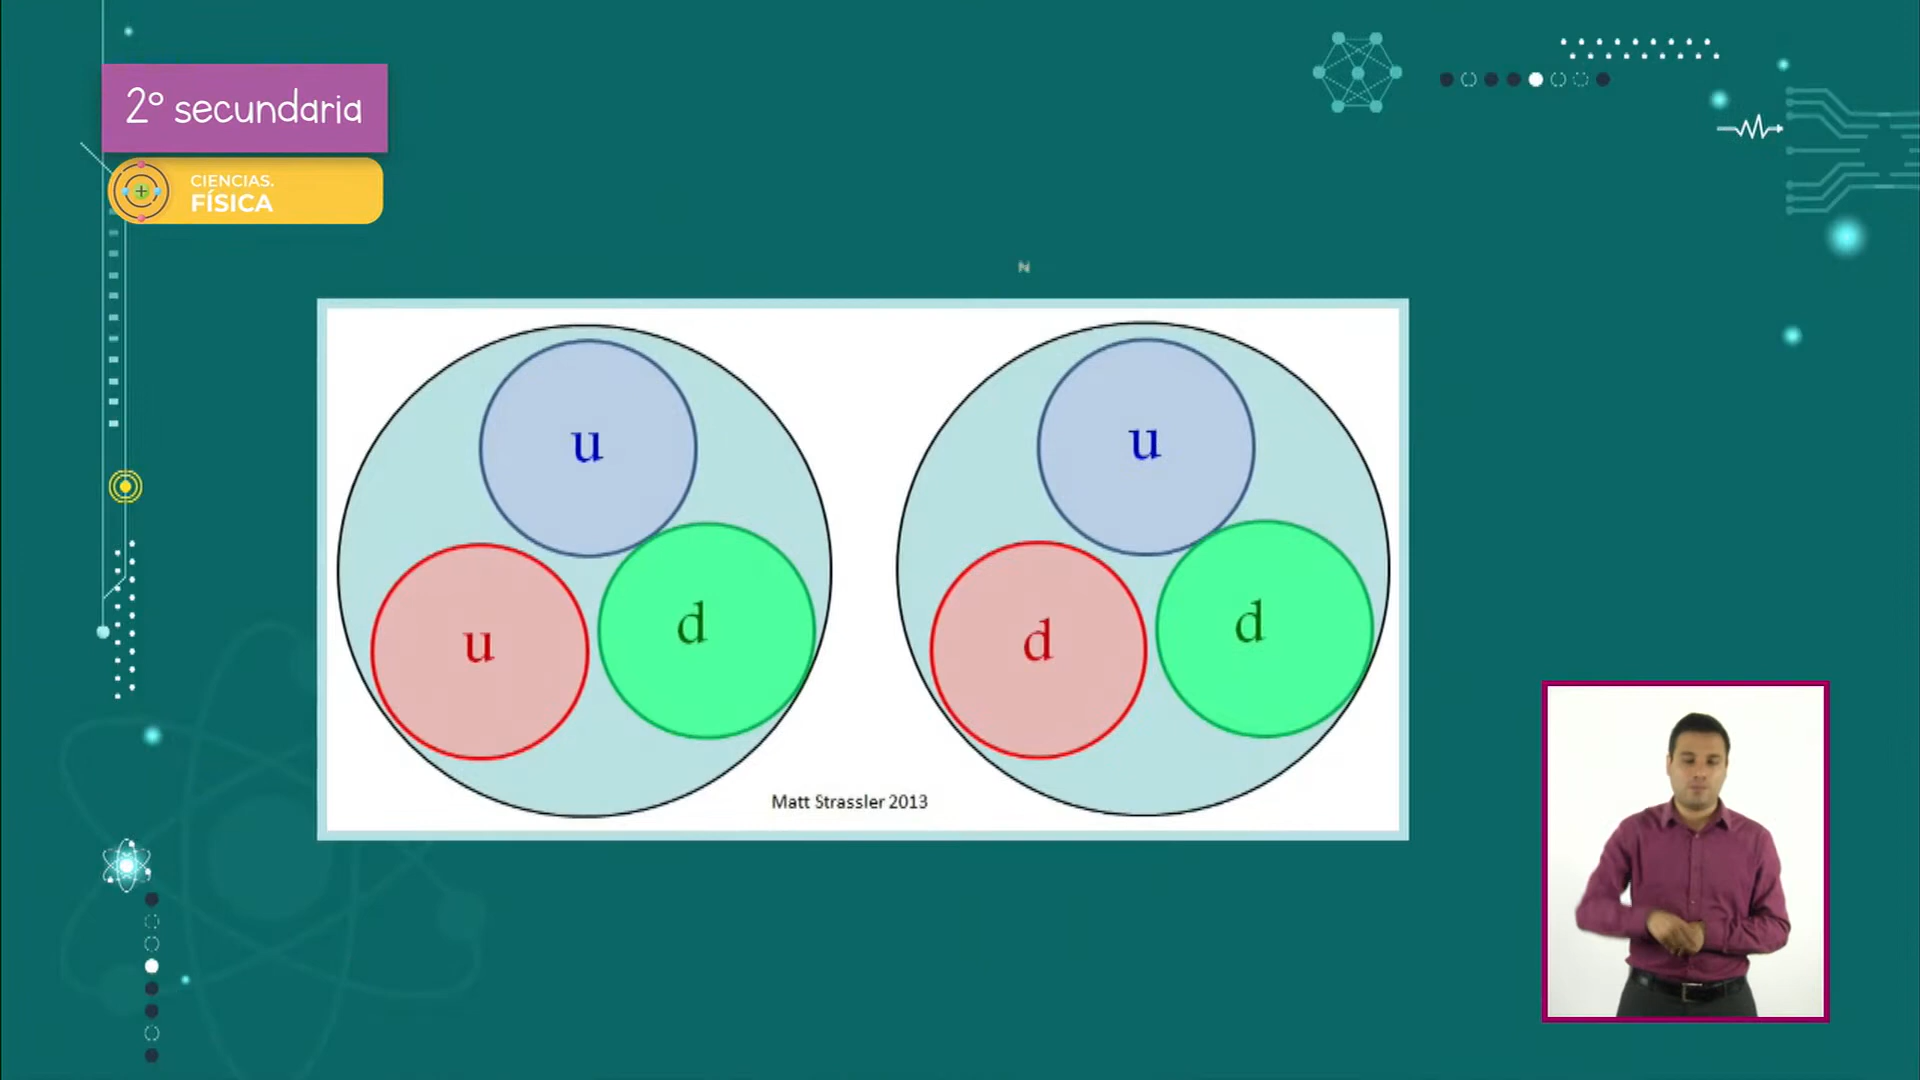 2° secundaria
CIENCIAS.
FÍSICA
N
u
u
u
d
d
d
Matt Strassler 2013